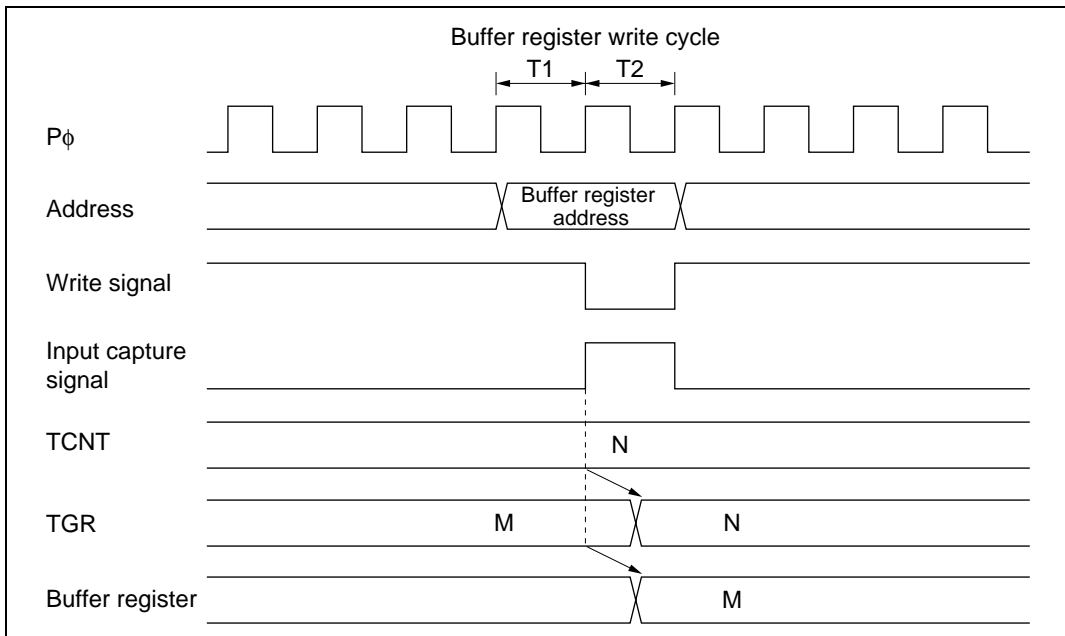 Buffer register write cycle
T1 T2
Pϕ
Address
Buffer register
address
Write signal
Input capture
signal
TCNT
N
TGR
M N
Buffer register
M